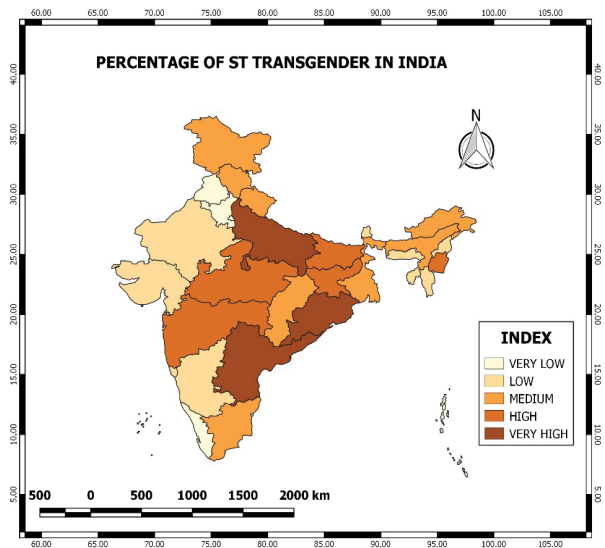 60.00 65.00 70.00 75.00 80.00 85.00 90.00 95.00 100.00 105.00
PERCENTAGE OF ST TRANSGENDER IN INDIA
N
40.00 40.00
35.00 35.00
30.00 30.00
25.00 25.00
20.00 20.00
15.00 15.00
10.00 10.00
5.00 5.00
INDEX
VERY LOW
LOW
MEDIUM
HIGH
VERY HIGH
500 0 500 1000 1500 2000 km
60.00 65.00 70.00 75.00 80.00 85.00 90.00 95.00 100.00 105.00